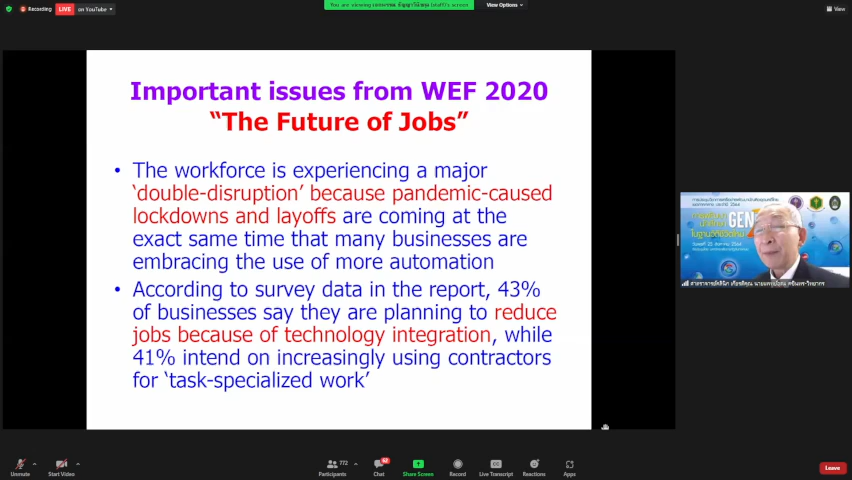 Recording
LIVE
on YouTube
View Options
View
Important issues from WEF 2020
“The Future of Jobs”
• The workforce is experiencing a major
‘double-disruption’ because pandemic-caused
lockdowns and layoffs are coming at the
exact same time that many businesses are
embracing the use of more automation
• According to survey data in the report, 43%
of businesses say they are planning to reduce
jobs because of technology integration, while
41% intend on increasingly using contractors
for ‘task-specialized work’
GEN
Unmute
Start Video
772
Participants
62
Chat
Share Screen
Record
CC
Live Transcript
Reactions
Apps
Leave